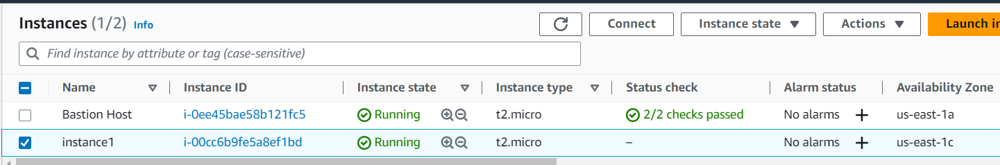 Instances (1/2) Info Connect Instance state Actions Launch in
Find instance by attribute or tag (case-sensitive)
Name Instance ID Instance state Instance type Status check Alarm status Availability Zone
Bastion Host i-0ee45bae58b121fc5 Running t2.micro 2/2 checks passed No alarms + us-east-1a
instance1 i-00cc6b9fe5a8ef1bd Running t2.micro – No alarms + us-east-1c